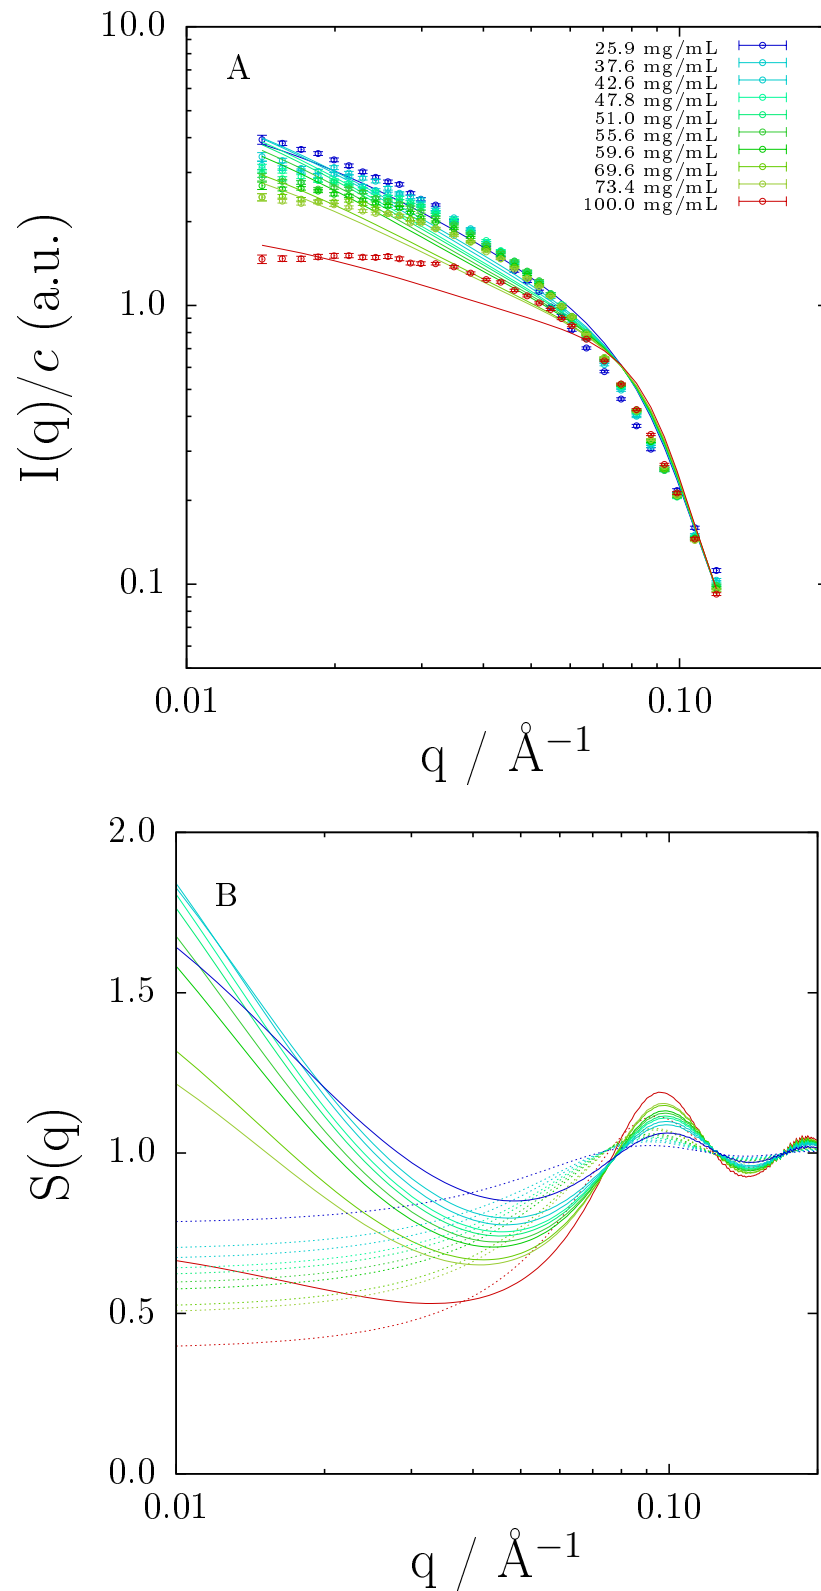 10.0
A
25.9 mg/mL
37.6 mg/mL
42.6 mg/mL
47.8 mg/mL
51.0 mg/mL
55.6 mg/mL
59.6 mg/mL
69.6 mg/mL
73.4 mg/mL
100.0 mg/mL
1.0
I(q)/c (a.u.)
0.1
0.01 0.10
q / Å⁻¹
2.0
B
1.5
S(q)
1.0
0.5
0.0
0.01 0.10
q / Å⁻¹